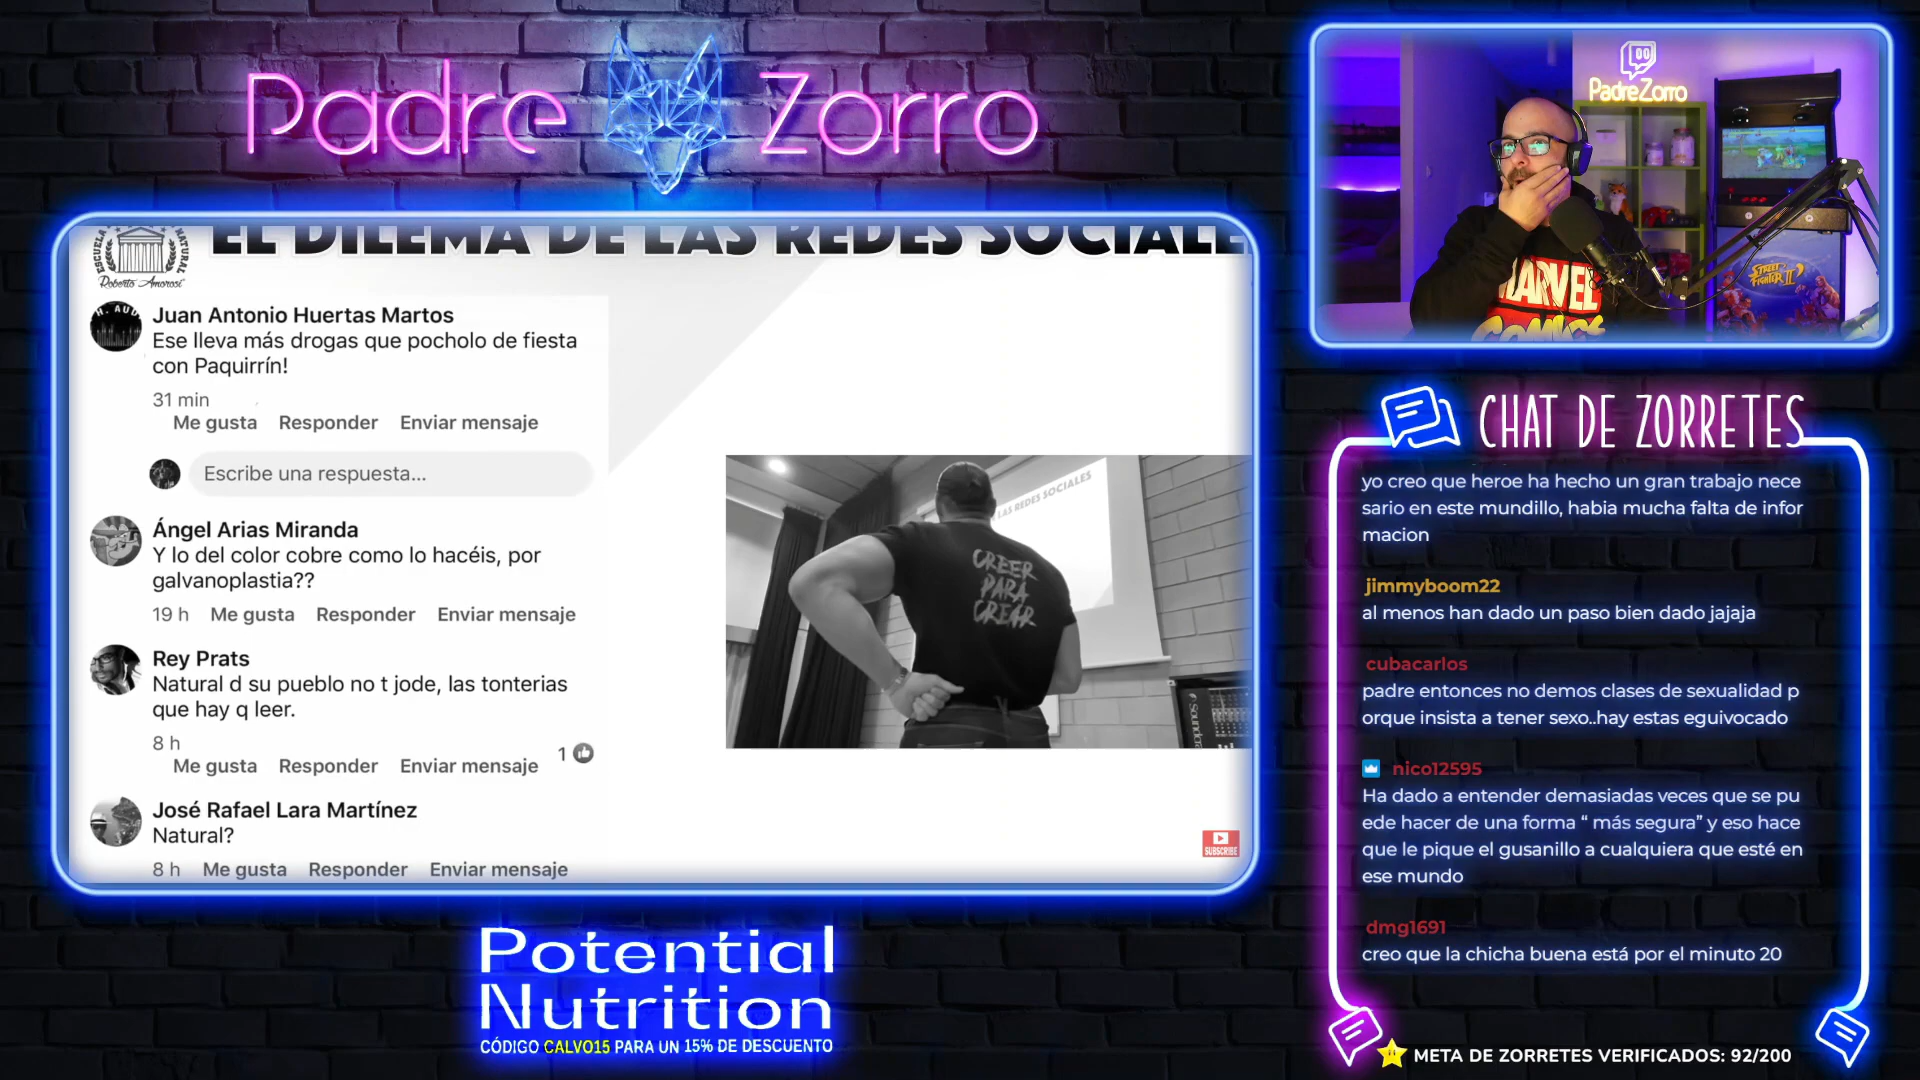 Padre Zorro
PadreZorro
MARVEL
COMICS
STREET
FIGHTER II
ESCUELA NATURAL
Roberto Amorosi
EL DILEMA DE LAS REDES SOCIALE
Juan Antonio Huertas Martos
Ese lleva más drogas que pocholo de fiesta
con Paquirrín!
31 min
Me gusta Responder Enviar mensaje
Escribe una respuesta...
Ángel Arias Miranda
Y lo del color cobre como lo hacéis, por
galvanoplastia??
19 h Me gusta Responder Enviar mensaje
Rey Prats
Natural d su pueblo no t jode, las tonterias
que hay q leer.
8 h
1
Me gusta Responder Enviar mensaje
José Rafael Lara Martínez
Natural?
8 h Me gusta Responder Enviar mensaje
LAS REDES SOCIALES
CREER
PARA
CREAR
SUBSCRIBE
CHAT DE ZORRETES
yo creo que heroe ha hecho un gran trabajo nece
sario en este mundillo, habia mucha falta de infor
macion
jimmyboom22
al menos han dado un paso bien dado jajaja
cubacarlos
padre entonces no demos clases de sexualidad p
orque insista a tener sexo..hay estas eguivocado
nico12595
Ha dado a entender demasiadas veces que se pu
ede hacer de una forma “ más segura” y eso hace
que le pique el gusanillo a cualquiera que esté en
ese mundo
dmg1691
creo que la chicha buena está por el minuto 20
Potential
Nutrition
CÓDIGO CALVO15 PARA UN 15% DE DESCUENTO
META DE ZORRETES VERIFICADOS: 92/200